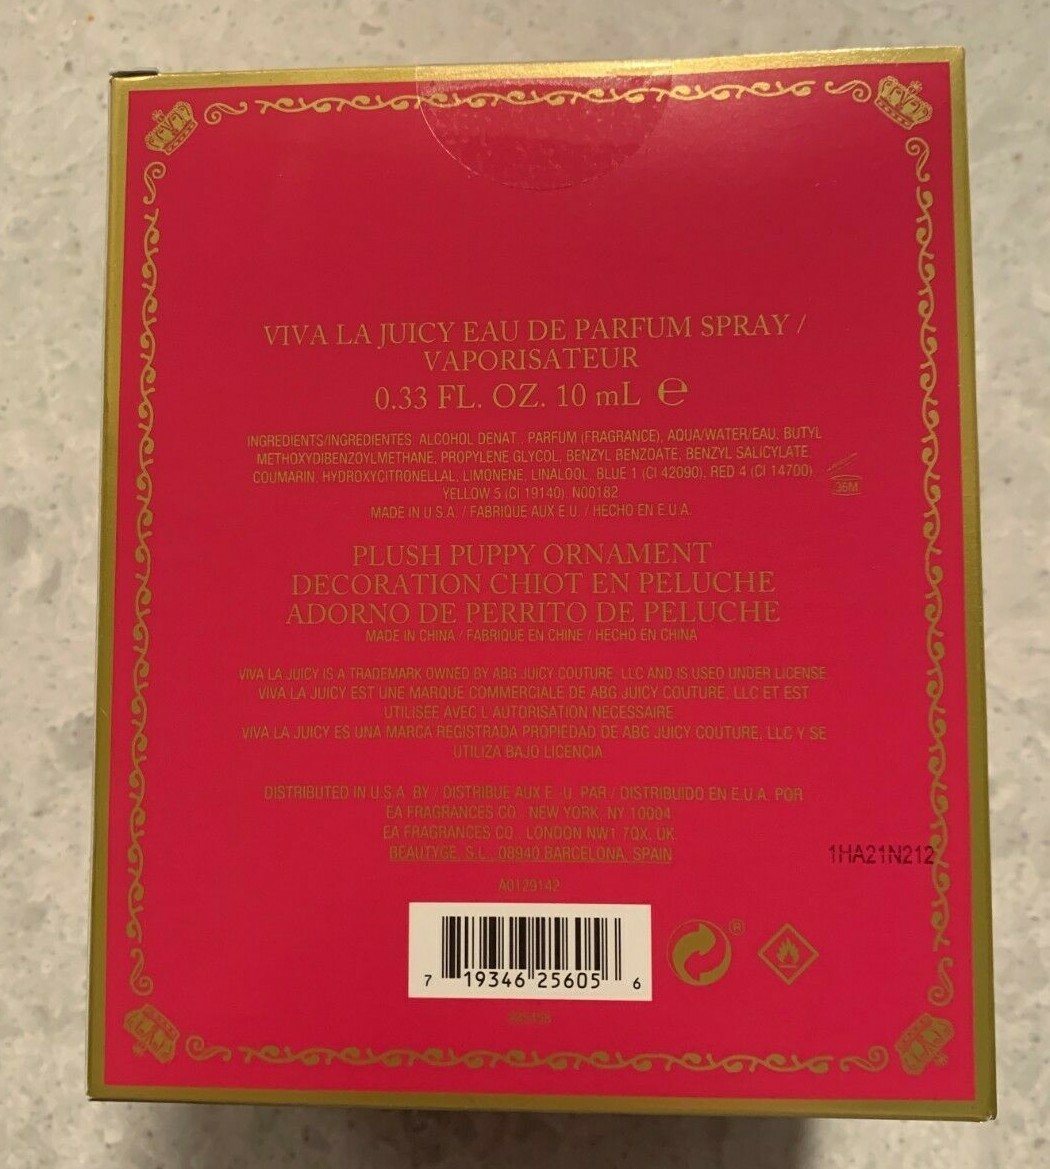 VIVA LA JUICY EAU DE PARFUM SPRAY /
VAPORISATEUR
0.33 FL. OZ. 10 mL ℮
INGREDIENTS/INGREDIENTES: ALCOHOL DENAT., PARFUM (FRAGRANCE), AQUA/WATER/EAU, BUTYL
METHOXYDIBENZOYLMETHANE, PROPYLENE GLYCOL, BENZYL BENZOATE, BENZYL SALICYLATE,
COUMARIN, HYDROXYCITRONELLAL, LIMONENE, LINALOOL, BLUE 1 (CI 42090), RED 4 (CI 14700),
YELLOW 5 (CI 19140). N00182
36M
MADE IN U.S.A. / FABRIQUE AUX E.U. / HECHO EN E.U.A.
PLUSH PUPPY ORNAMENT
DECORATION CHIOT EN PELUCHE
ADORNO DE PERRITO DE PELUCHE
MADE IN CHINA / FABRIQUE EN CHINE / HECHO EN CHINA
VIVA LA JUICY IS A TRADEMARK OWNED BY ABG JUICY COUTURE, LLC AND IS USED UNDER LICENSE.
VIVA LA JUICY EST UNE MARQUE COMMERCIALE DE ABG JUICY COUTURE, LLC ET EST
UTILISEE AVEC L'AUTORISATION NECESSAIRE.
VIVA LA JUICY ES UNA MARCA REGISTRADA PROPIEDAD DE ABG JUICY COUTURE, LLC Y SE
UTILIZA BAJO LICENCIA.
DISTRIBUTED IN U.S.A. BY / DISTRIBUE AUX E. U. PAR / DISTRIBUIDO EN E.U.A. POR
EA FRAGRANCES CO., NEW YORK, NY 10004
EA FRAGRANCES CO., LONDON NW1 7QX, UK.
BEAUTYGE, S.L., 08940 BARCELONA, SPAIN
1HA21N212
A0129142
7 19346 25605 6
®